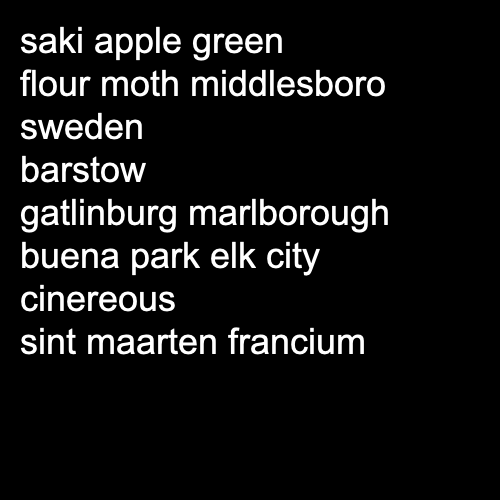 saki apple green
flour moth middlesboro
sweden
barstow
gatlinburg marlborough
buena park elk city
cinereous
sint maarten francium